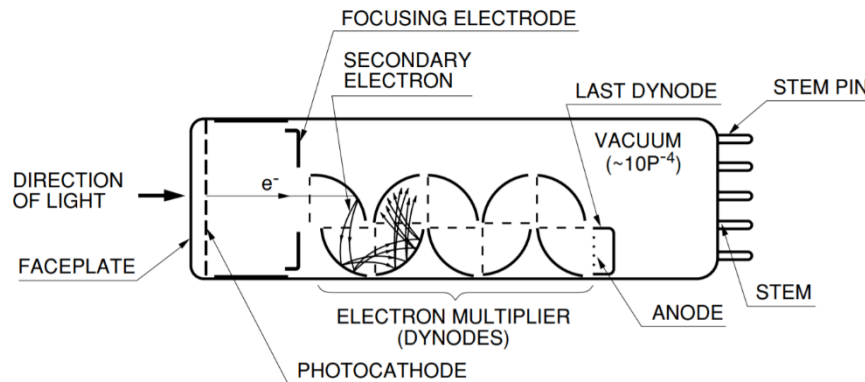 FOCUSING ELECTRODE
SECONDARY
ELECTRON
LAST DYNODE
STEM PIN
VACUUM
(~10P⁻⁴)
DIRECTION
OF LIGHT
e⁻
FACEPLATE
STEM
ELECTRON MULTIPLIER
(DYNODES)
ANODE
PHOTOCATHODE